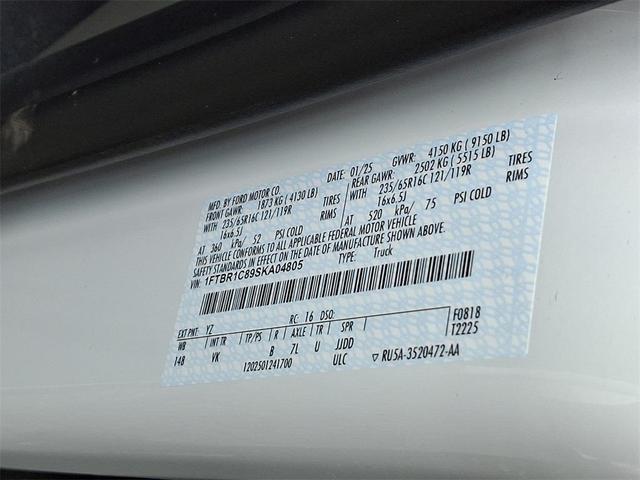 MFD. BY FORD MOTOR CO. DATE: 01/25 GVWR: 4150 KG ( 9150 LB)
FRONT GAWR: 1873 KG ( 4130 LB) REAR GAWR: 2502 KG ( 5515 LB)
WITH 235/65R16C 121/119R TIRES WITH 235/65R16C 121/119R TIRES
16x6.5J RIMS 16x6.5J RIMS
AT 360 kPa/ 52 PSI COLD AT 520 kPa/ 75 PSI COLD
THIS VEHICLE CONFORMS TO ALL APPLICABLE FEDERAL MOTOR VEHICLE
SAFETY STANDARDS IN EFFECT ON THE DATE OF MANUFACTURE SHOWN ABOVE.
VIN: 1FTBR1C89SKA04805 TYPE: Truck
EXT PNT: YZ RC: 16 DSO: F0818
WB INT TR TP/PS R AXLE TR SPR T2225
148 VK B 7L U JJDD
1202501241700 ULC ▽ RU5A-3520472-AA